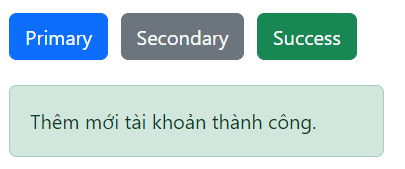 Primary Secondary Success
Thêm mới tài khoản thành công.